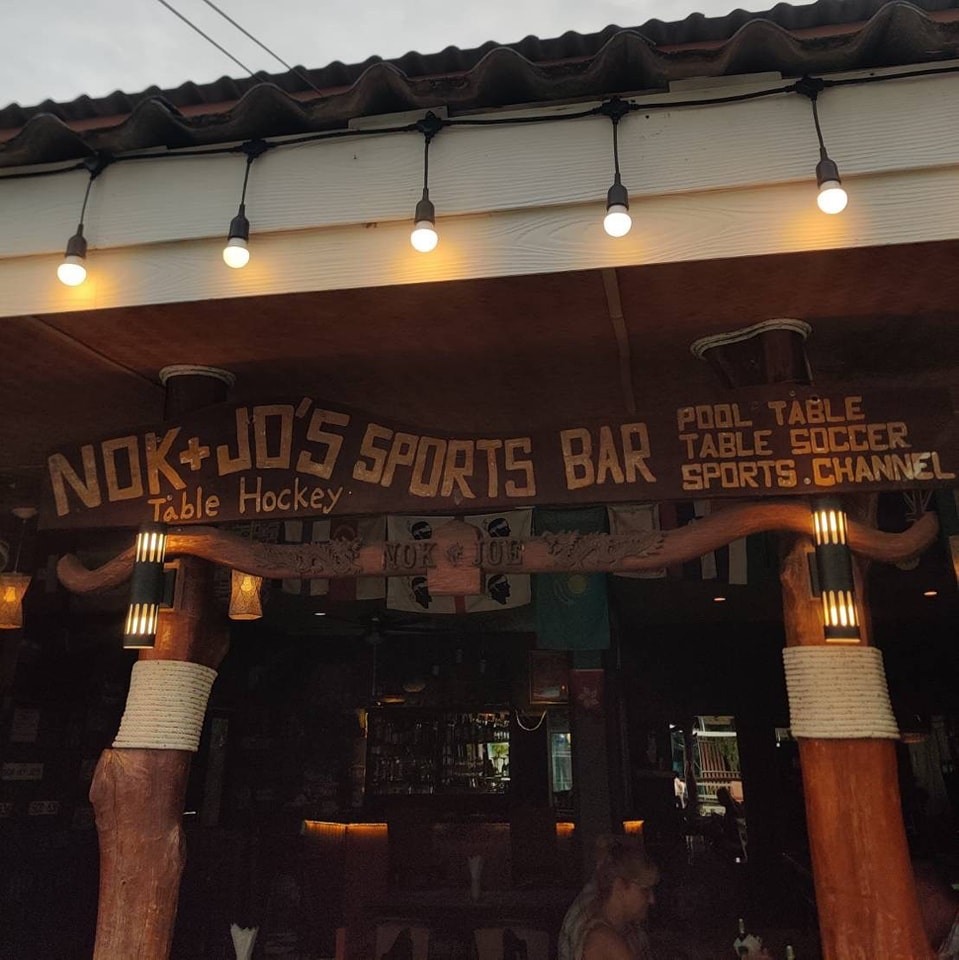 NOK + JO'S SPORTS BAR
Table Hockey
POOL TABLE
TABLE SOCCER
SPORTS . CHANNEL
NOK JOE